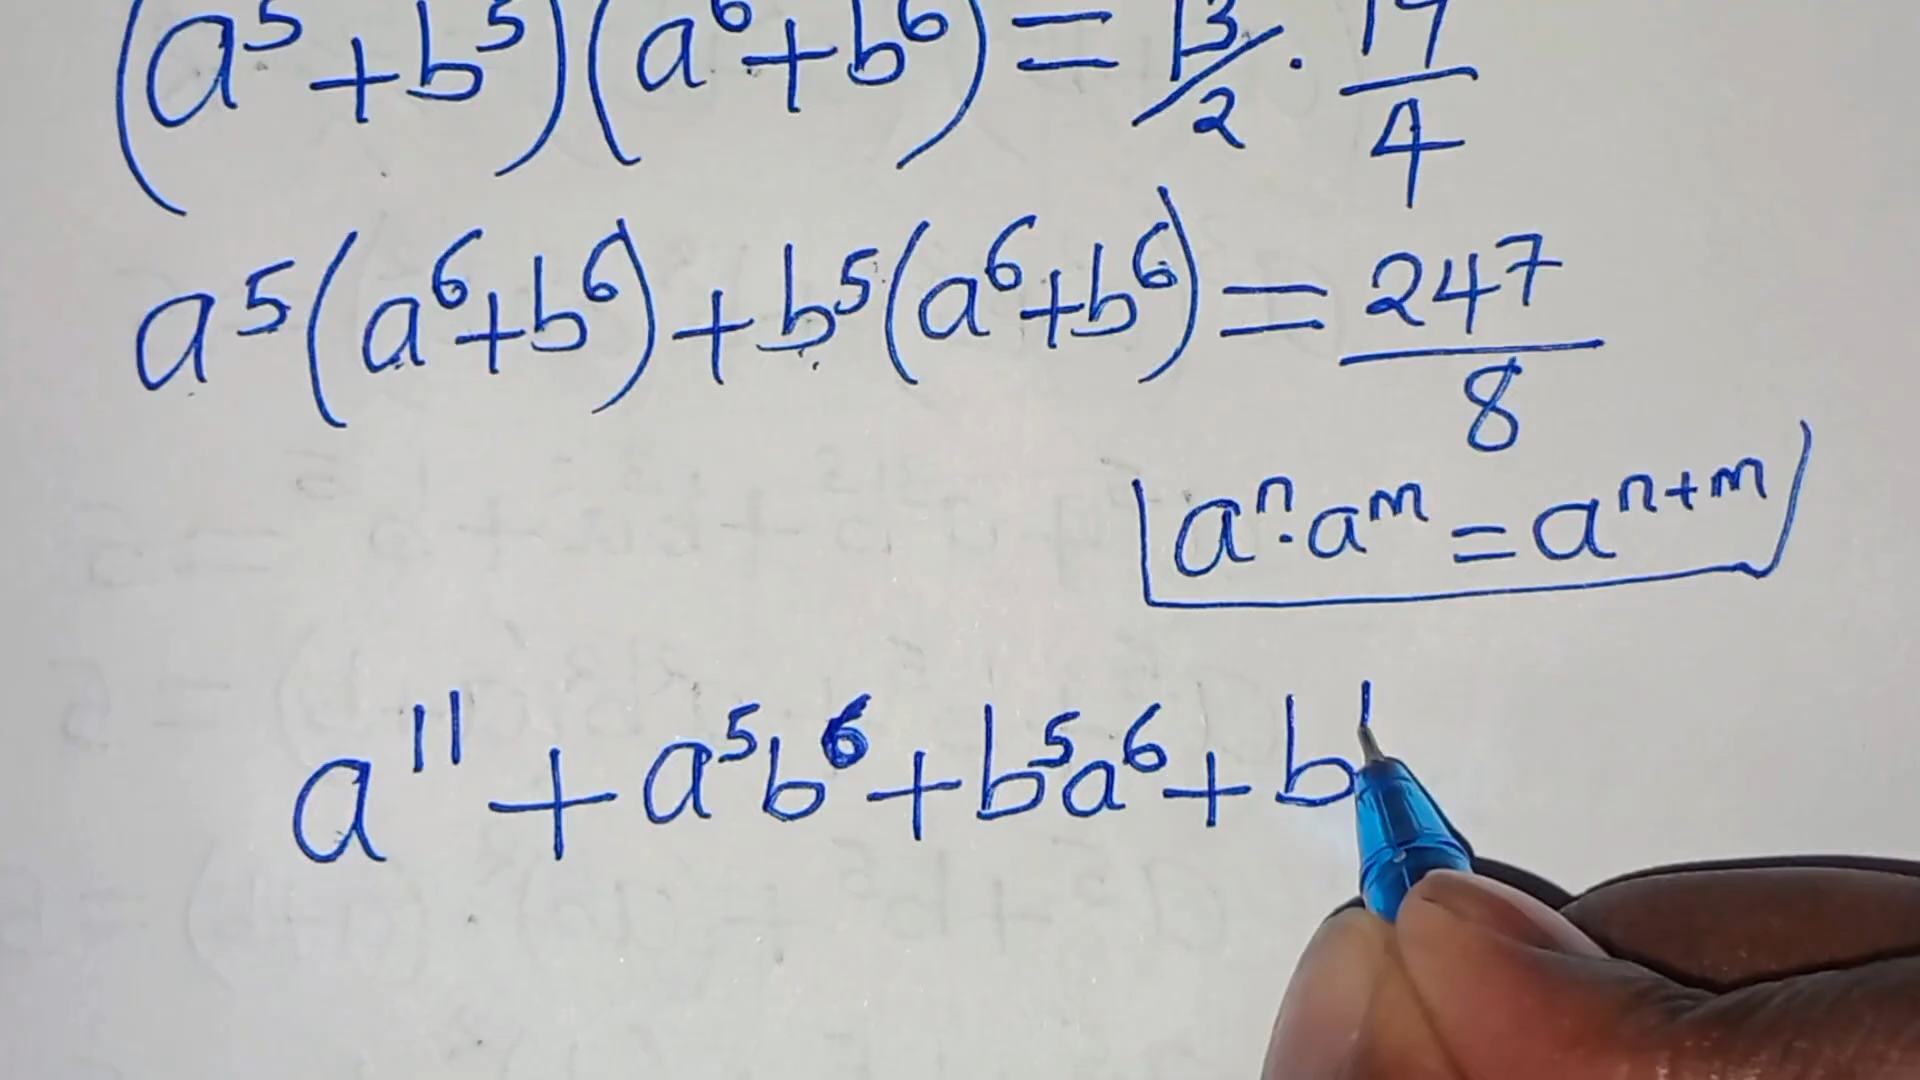 (a⁵+b⁵)(a⁶+b⁶)=13/2·19/4
a⁵(a⁶+b⁶)+b⁵(a⁶+b⁶)=247/8
aⁿ·aᵐ=aⁿ⁺ᵐ
a¹¹+a⁵b⁶+b⁵a⁶+b¹